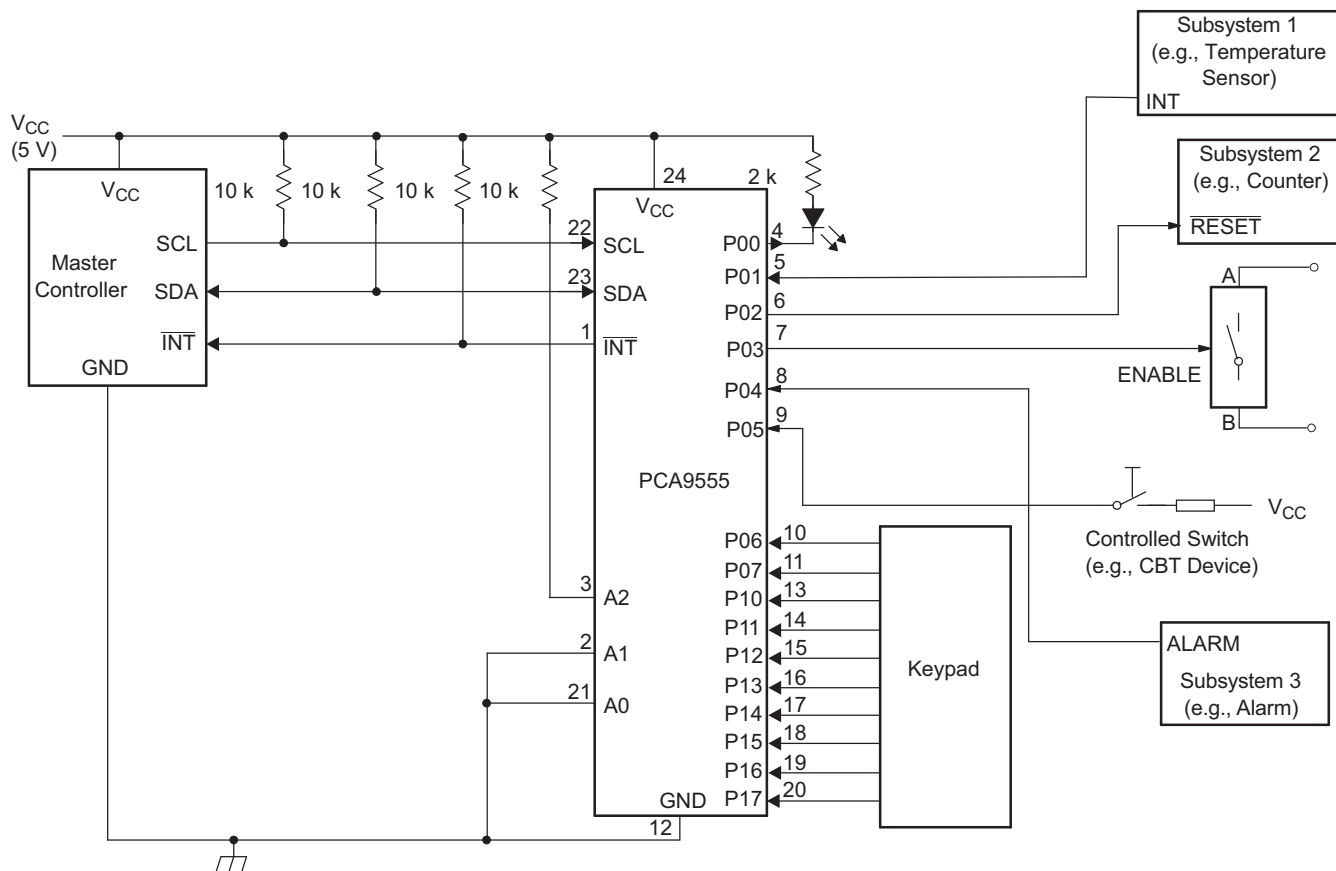 Subsystem 1
(e.g., Temperature
Sensor)
INT
VCC
(5 V)
Subsystem 2
(e.g., Counter)
RESET
VCC
10 k
10 k
10 k
10 k
24
2 k
VCC
Master
Controller
SCL
SDA
INT
GND
22
SCL
23
SDA
1
INT
3
A2
2
A1
21
A0
PCA9555
GND
12
P00
4
P01
5
P02
6
P03
7
P04
8
P05
9
P06
10
P07
11
P10
13
P11
14
P12
15
P13
16
P14
17
P15
18
P16
19
P17
20
A
ENABLE
B
VCC
Controlled Switch
(e.g., CBT Device)
Keypad
ALARM
Subsystem 3
(e.g., Alarm)